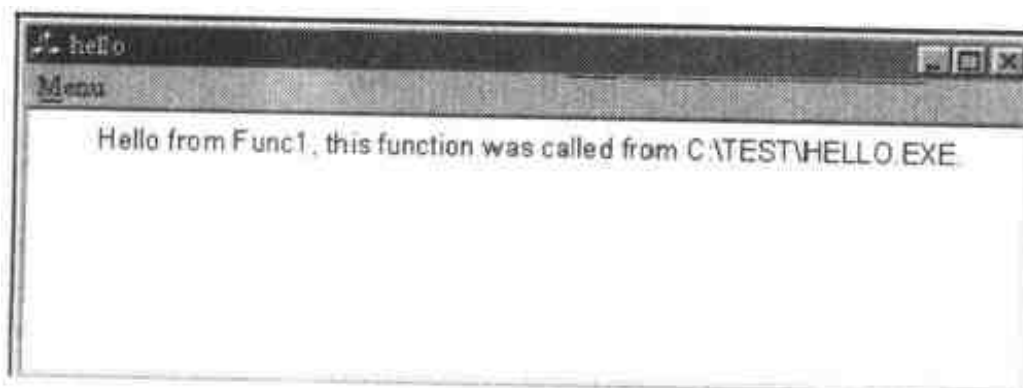 hello
Menu
Hello from Func1, this function was called from C:\TEST\HELLO.EXE.